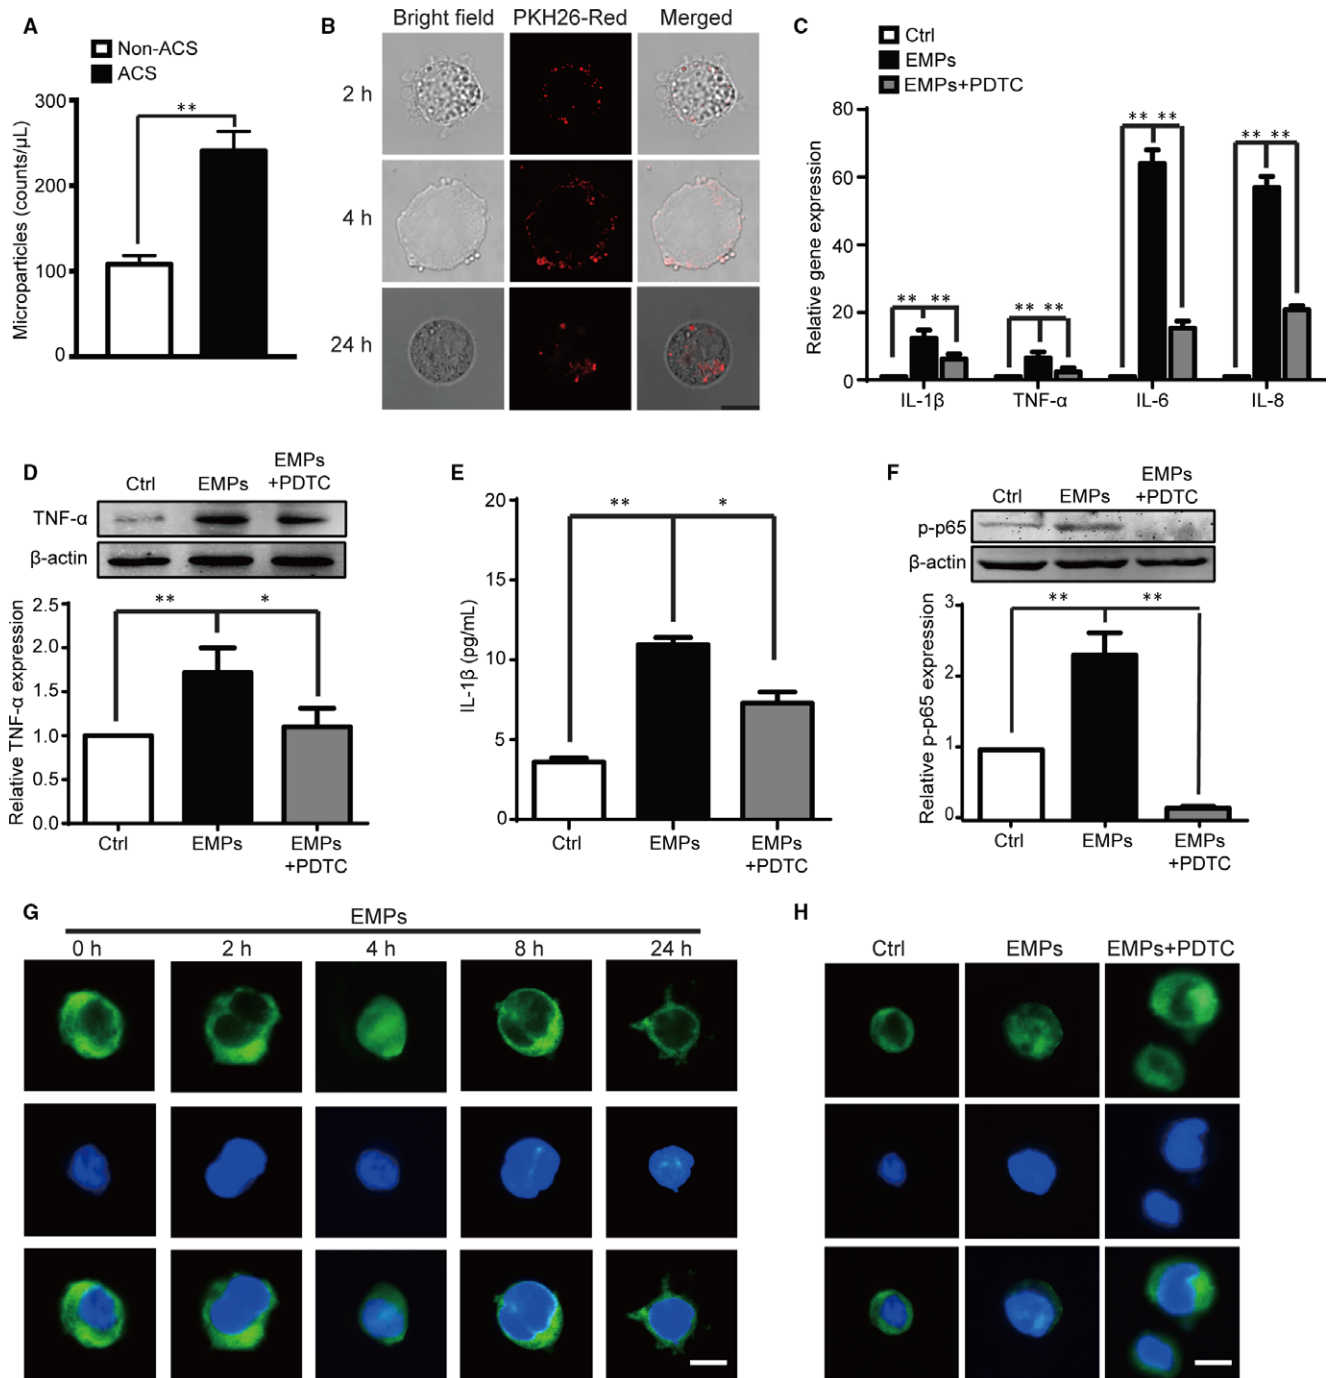 A
Non-ACS
ACS
Microparticles (counts/µL)
300
200
100
0
**
B
Bright field PKH26-Red Merged
2 h
4 h
24 h
C
Ctrl
EMPs
EMPs+PDTC
Relative gene expression
80
60
40
20
0
** **
** **
** **
** **
IL-1β TNF-α IL-6 IL-8
D
Ctrl EMPs EMPs
+PDTC
TNF-α
β-actin
Relative TNF-α expression
2.5
2.0
1.5
1.0
0.5
0.0
** *
Ctrl EMPs EMPs
+PDTC
E
IL-1β (pg/mL)
20
15
10
5
0
** *
Ctrl EMPs EMPs
+PDTC
F
Ctrl EMPs EMPs
+PDTC
p-p65
β-actin
Relative p-p65 expression
3
2
1
0
** **
Ctrl EMPs EMPs
+PDTC
G
EMPs
0 h 2 h 4 h 8 h 24 h
H
Ctrl EMPs EMPs+PDTC